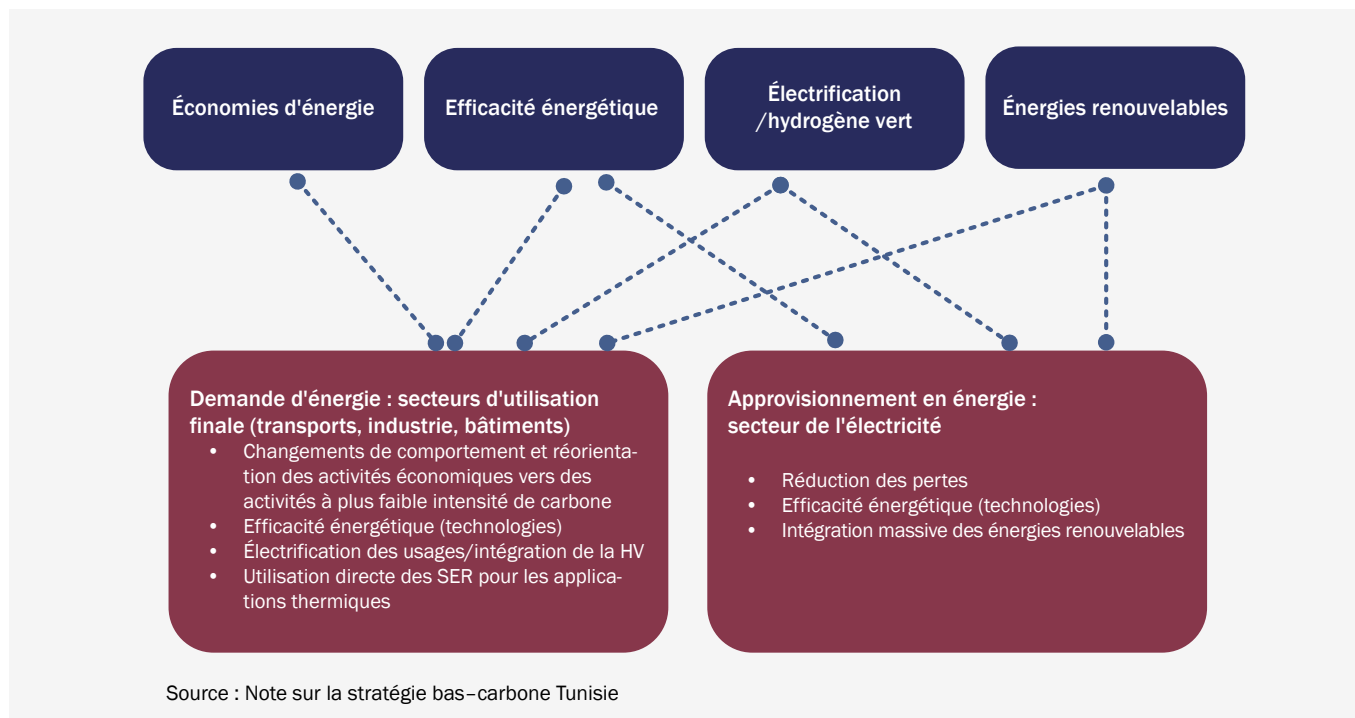 Économies d'énergie
Efficacité énergétique
Électrification
/hydrogène vert
Énergies renouvelables
Demande d'énergie : secteurs d'utilisation
finale (transports, industrie, bâtiments)
• Changements de comportement et réorienta-
tion des activités économiques vers des
activités à plus faible intensité de carbone
• Efficacité énergétique (technologies)
• Électrification des usages/intégration de la HV
• Utilisation directe des SER pour les applica-
tions thermiques
Approvisionnement en énergie :
secteur de l'électricité
• Réduction des pertes
• Efficacité énergétique (technologies)
• Intégration massive des énergies renouvelables
Source : Note sur la stratégie bas–carbone Tunisie